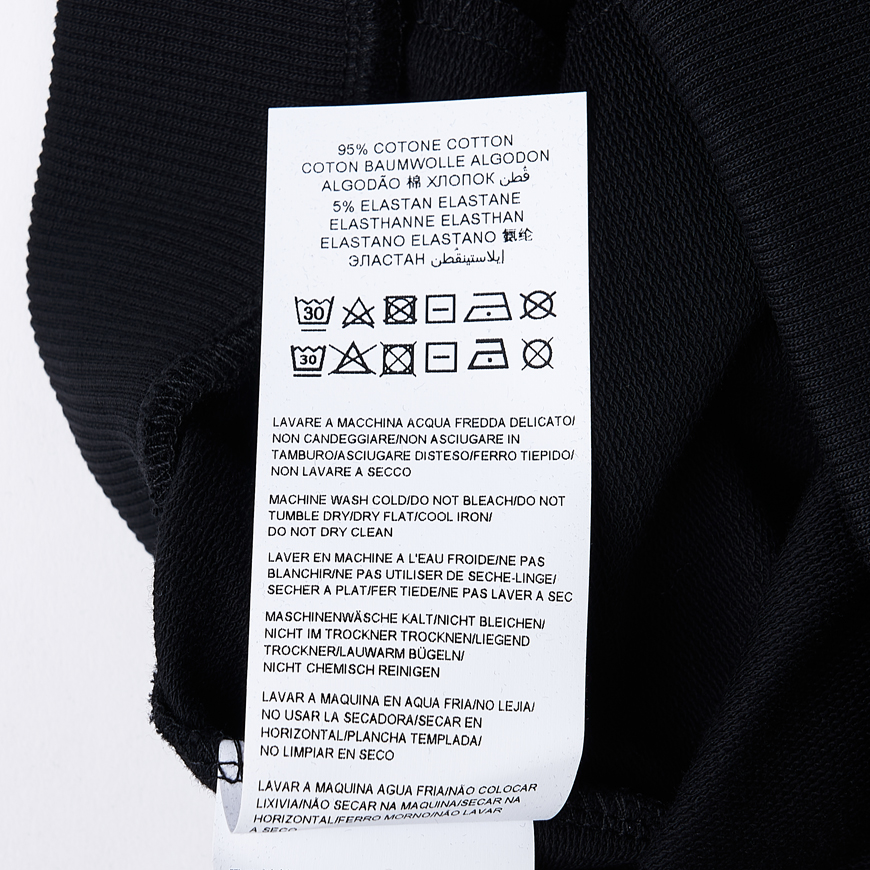 95% COTONE COTTON
COTON BAUMWOLLE ALGODON
ALGODÃO 棉 ХЛОПОК قُطن
5% ELASTAN ELASTANE
ELASTHANNE ELASTHAN
ELASTANO ELASTANO 氨纶
ЭЛАСТАН إيلاستينقُطن
30
30
LAVARE A MACCHINA ACQUA FREDDA DELICATO/
NON CANDEGGIARE/NON ASCIUGARE IN
TAMBURO/ASCIUGARE DISTESO/FERRO TIEPIDO/
NON LAVARE A SECCO
MACHINE WASH COLD/DO NOT BLEACH/DO NOT
TUMBLE DRY/DRY FLAT/COOL IRON/
DO NOT DRY CLEAN
LAVER EN MACHINE A L'EAU FROIDE/NE PAS
BLANCHIR/NE PAS UTILISER DE SECHE-LINGE/
SECHER A PLAT/FER TIEDE/NE PAS LAVER A SEC
MASCHINENWÄSCHE KALT/NICHT BLEICHEN/
NICHT IM TROCKNER TROCKNEN/LIEGEND
TROCKNER/LAUWARM BÜGELN/
NICHT CHEMISCH REINIGEN
LAVAR A MAQUINA EN AQUA FRIA/NO LEJIA/
NO USAR LA SECADORA/SECAR EN
HORIZONTAL/PLANCHA TEMPLADA/
NO LIMPIAR EN SECO
LAVAR A MAQUINA AGUA FRIA/NÃO COLOCAR
LIXIVIA/NÃO SECAR NA MAQUINA/SECAR NA
HORIZONTAL/FERRO MORNO/NÃO LAVAR
A SECO